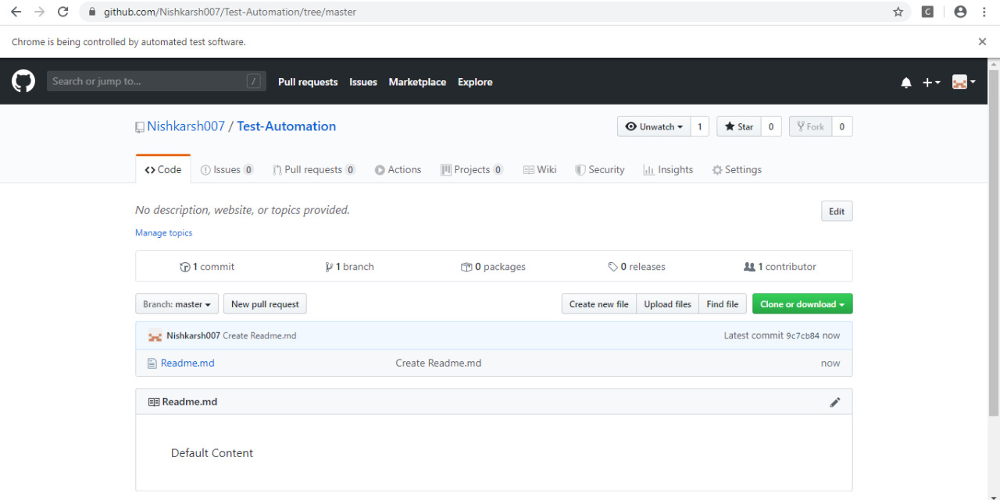 github.com/Nishkarsh007/Test-Automation/tree/master
C
Chrome is being controlled by automated test software.
Search or jump to... / Pull requests Issues Marketplace Explore
Nishkarsh007 / Test-Automation Unwatch 1 Star 0 Fork 0
Code Issues 0 Pull requests 0 Actions Projects 0 Wiki Security Insights Settings
No description, website, or topics provided. Edit
Manage topics
1 commit 1 branch 0 packages 0 releases 1 contributor
Branch: master New pull request Create new file Upload files Find file Clone or download
Nishkarsh007 Create Readme.md Latest commit 9c7cb84 now
Readme.md Create Readme.md now
Readme.md
Default Content